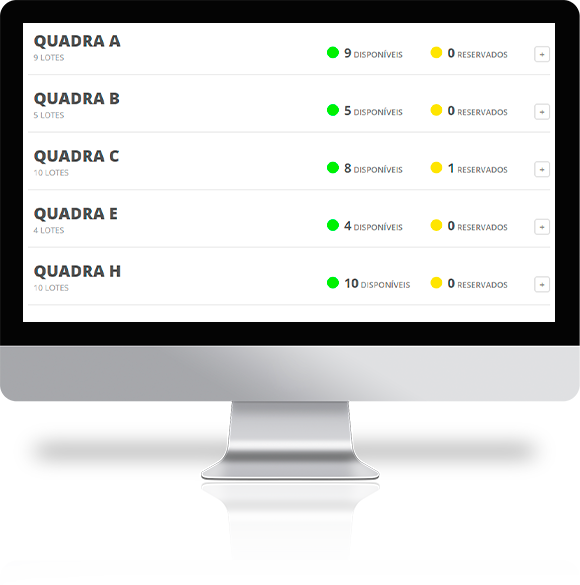 QUADRA A
9 LOTES
9 DISPONÍVEIS
0 RESERVADOS
+
QUADRA B
5 LOTES
5 DISPONÍVEIS
0 RESERVADOS
+
QUADRA C
10 LOTES
8 DISPONÍVEIS
1 RESERVADOS
+
QUADRA E
4 LOTES
4 DISPONÍVEIS
0 RESERVADOS
+
QUADRA H
10 LOTES
10 DISPONÍVEIS
0 RESERVADOS
+